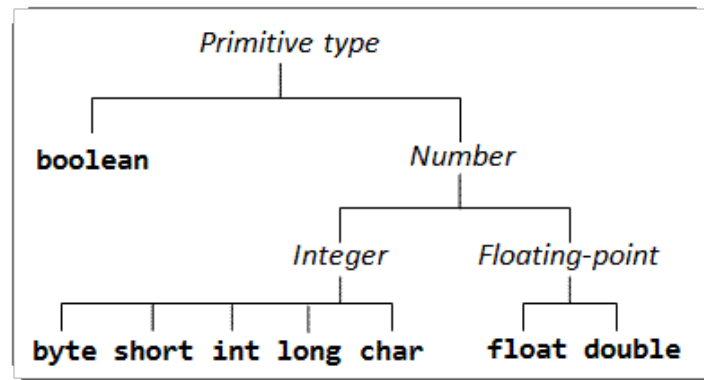 Primitive type
boolean Number
Integer Floating-point
byte short int long char float double